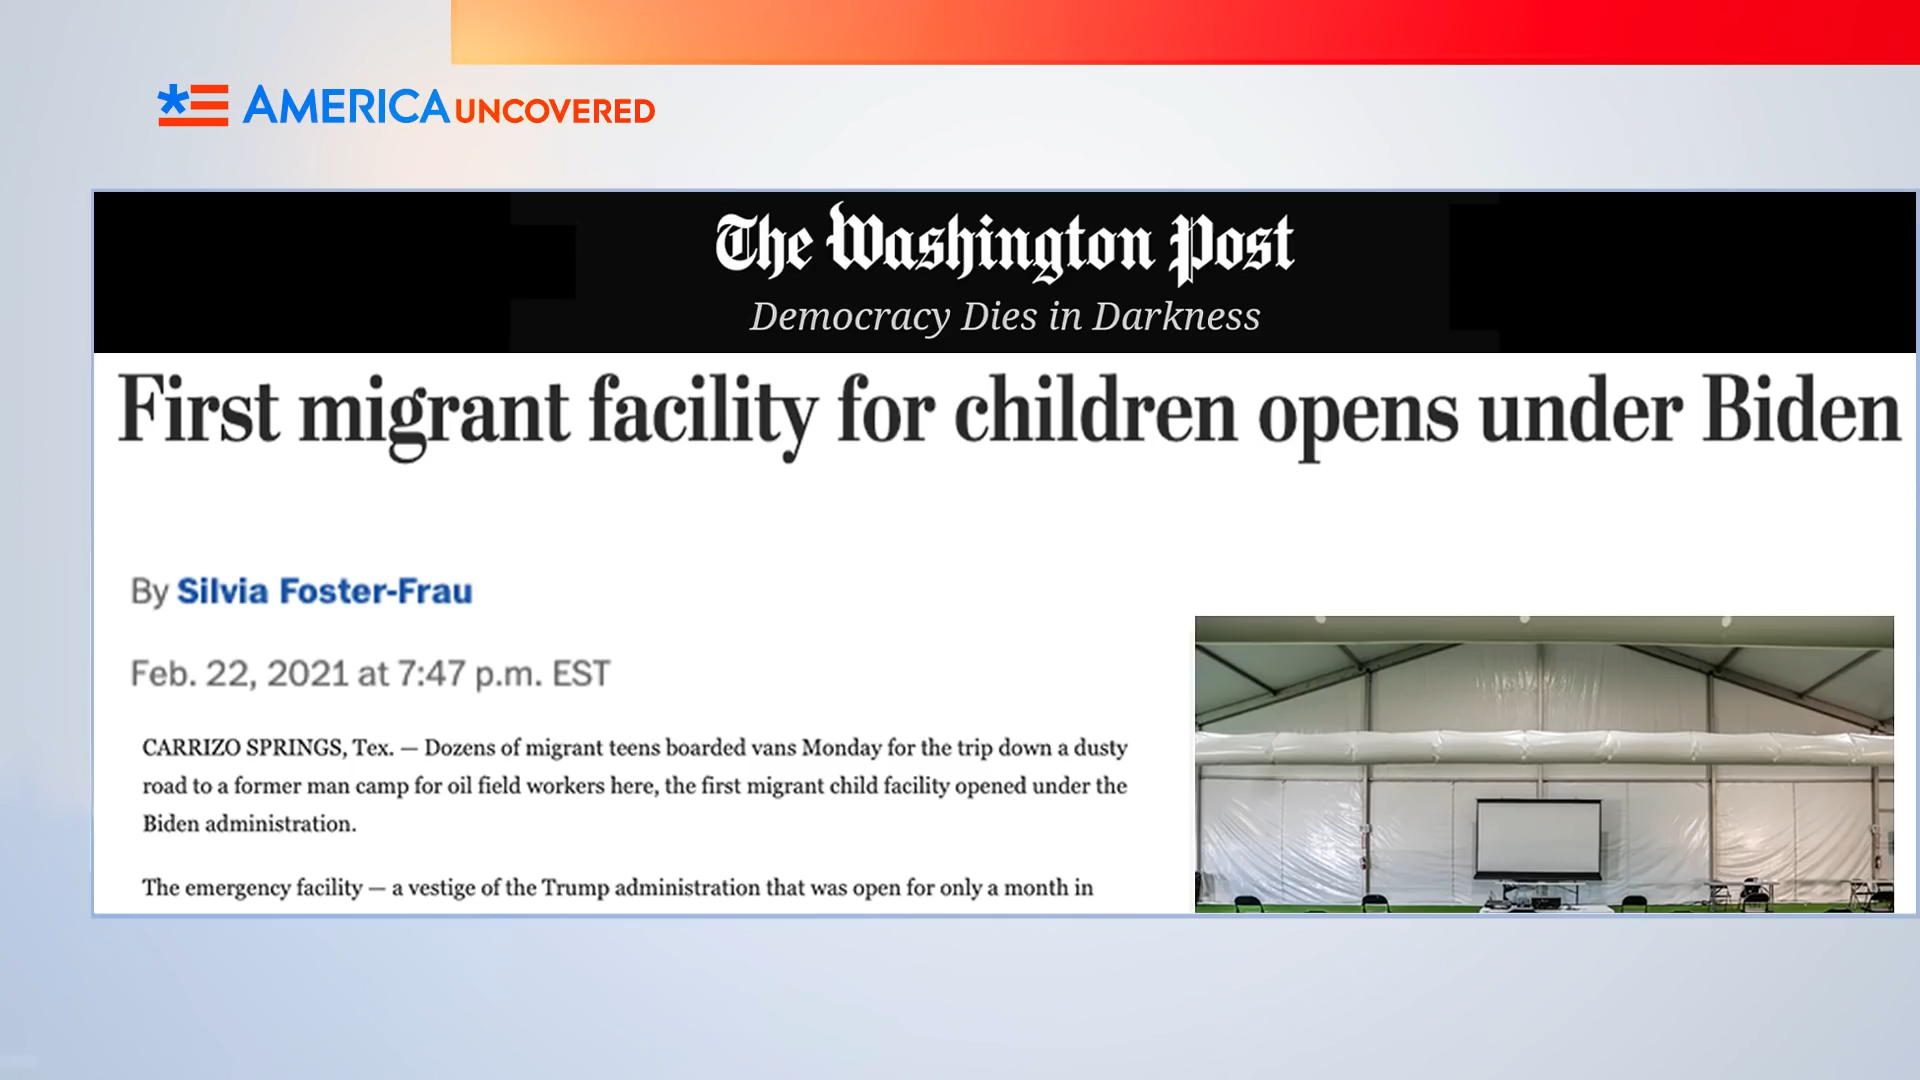 AMERICA UNCOVERED
The Washington Post
Democracy Dies in Darkness
First migrant facility for children opens under Biden
By Silvia Foster-Frau
Feb. 22, 2021 at 7:47 p.m. EST
CARRIZO SPRINGS, Tex. — Dozens of migrant teens boarded vans Monday for the trip down a dusty
road to a former man camp for oil field workers here, the first migrant child facility opened under the
Biden administration.
The emergency facility — a vestige of the Trump administration that was open for only a month in